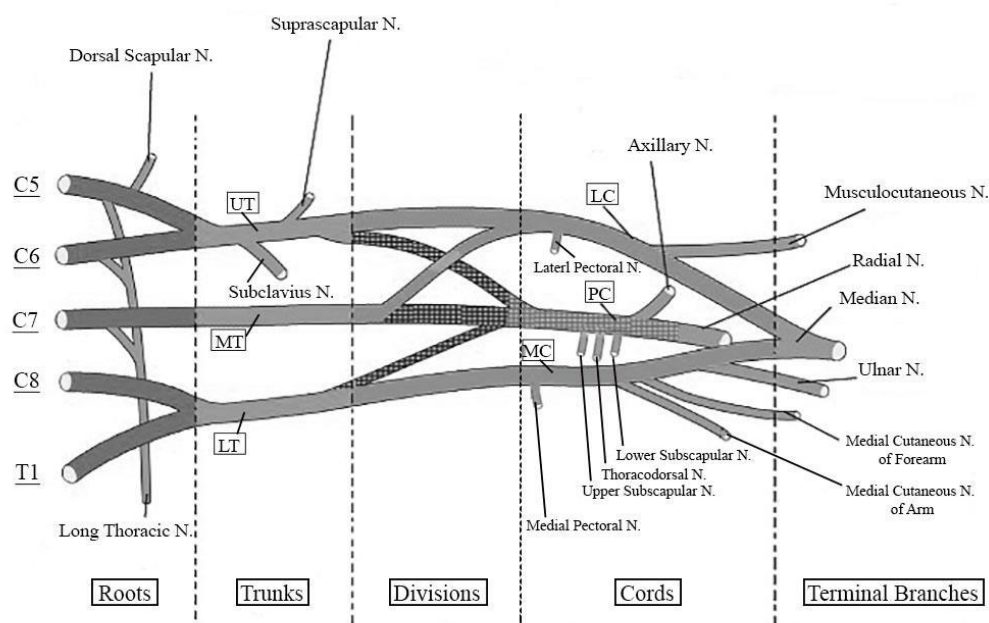 Suprascapular N.
Dorsal Scapular N.
Axillary N.
C5
UT
LC
Musculocutaneous N.
C6
Laterl Pectoral N.
Radial N.
Subclavius N.
PC
Median N.
C7
MT
MC
C8
Ulnar N.
LT
Medial Cutaneous N.
of Forearm
Lower Subscapular N.
T1
Thoracodorsal N.
Upper Subscapular N.
Medial Cutaneous N.
of Arm
Long Thoracic N.
Medial Pectoral N.
Roots
Trunks
Divisions
Cords
Terminal Branches